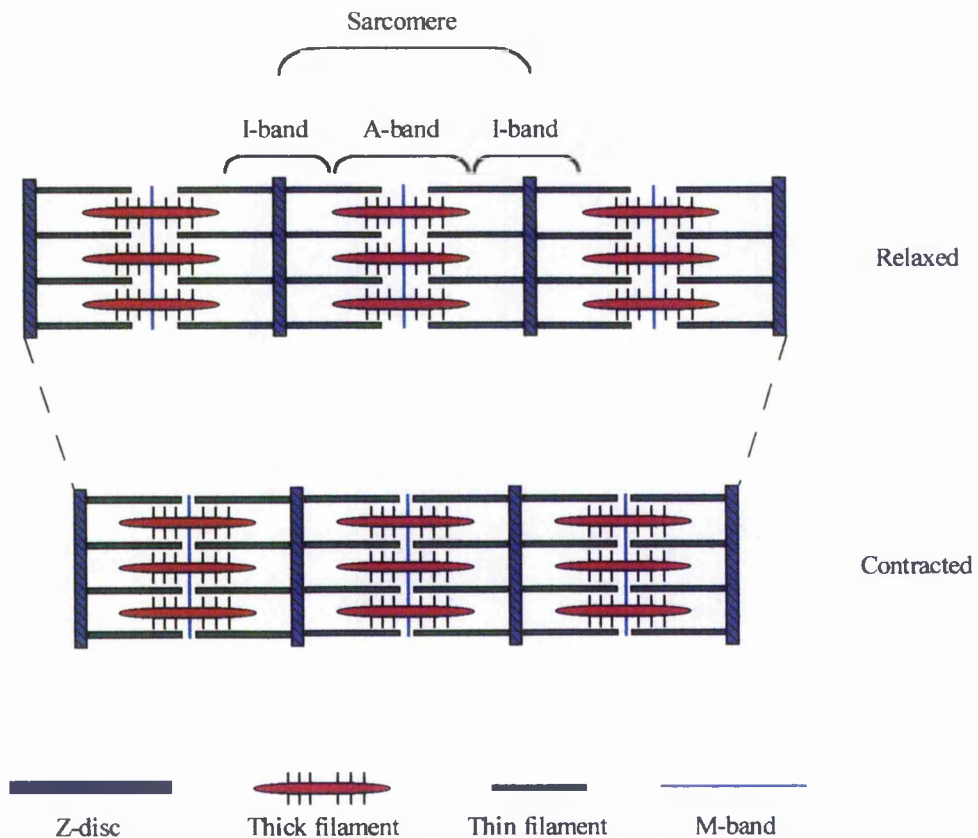 Sarcomere
I-band A-band I-band
Relaxed
Contracted
Z-disc Thick filament Thin filament M-band